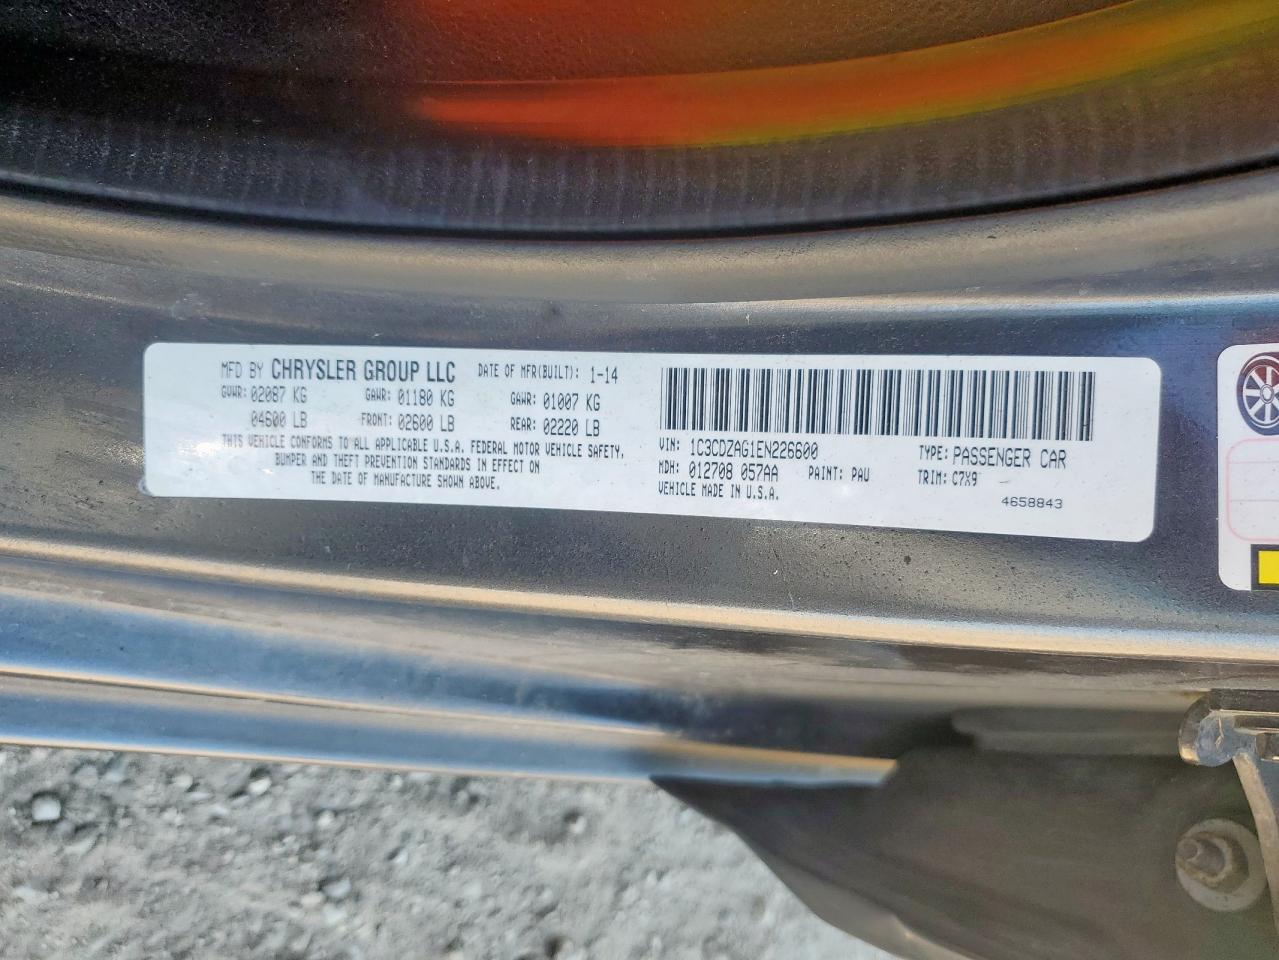 MFD BY CHRYSLER GROUP LLC DATE OF MFR(BUILT): 1-14
GVWR: 02087 KG GAWR: 01180 KG GAWR: 01007 KG
04600 LB FRONT: 02600 LB REAR: 02220 LB
THIS VEHICLE CONFORMS TO ALL APPLICABLE U.S.A. FEDERAL MOTOR VEHICLE SAFETY,
BUMPER AND THEFT PREVENTION STANDARDS IN EFFECT ON
THE DATE OF MANUFACTURE SHOWN ABOVE.
VIN: 1C3CDZAG1EN226600 TYPE: PASSENGER CAR
MDH: 012708 057AA PAINT: PAU TRIM: C7X9
VEHICLE MADE IN U.S.A.
4658843